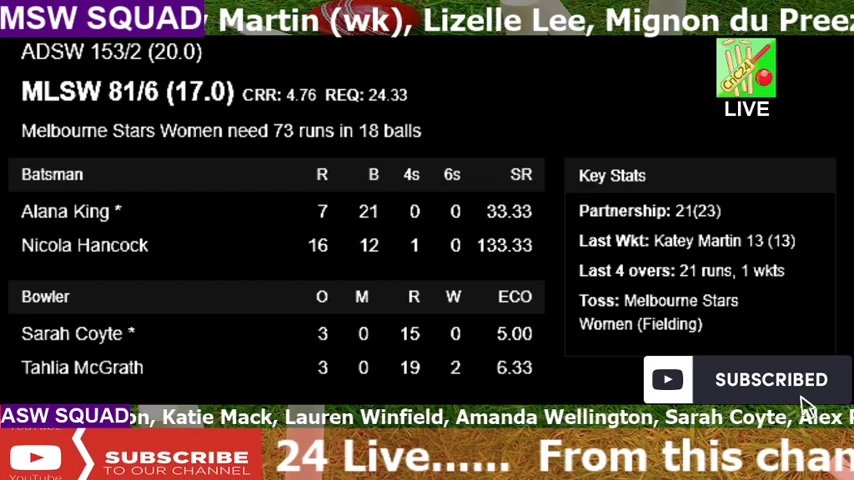 MSW SQUAD Martin (wk), Lizelle Lee, Mignon du Preez
ADSW 153/2 (20.0)
MLSW 81/6 (17.0) CRR: 4.76 REQ: 24.33
Melbourne Stars Women need 73 runs in 18 balls
CriC24
LIVE
Batsman R B 4s 6s SR
Alana King * 7 21 0 0 33.33
Nicola Hancock 16 12 1 0 133.33
Bowler O M R W ECO
Sarah Coyte * 3 0 15 0 5.00
Tahlia McGrath 3 0 19 2 6.33
Key Stats
Partnership: 21(23)
Last Wkt: Katey Martin 13 (13)
Last 4 overs: 21 runs, 1 wkts
Toss: Melbourne Stars
Women (Fielding)
SUBSCRIBED
ASW SQUAD on, Katie Mack, Lauren Winfield, Amanda Wellington, Sarah Coyte, Alex
YouTube
SUBSCRIBE
TO OUR CHANNEL
YouTube
24 Live...... From this chan